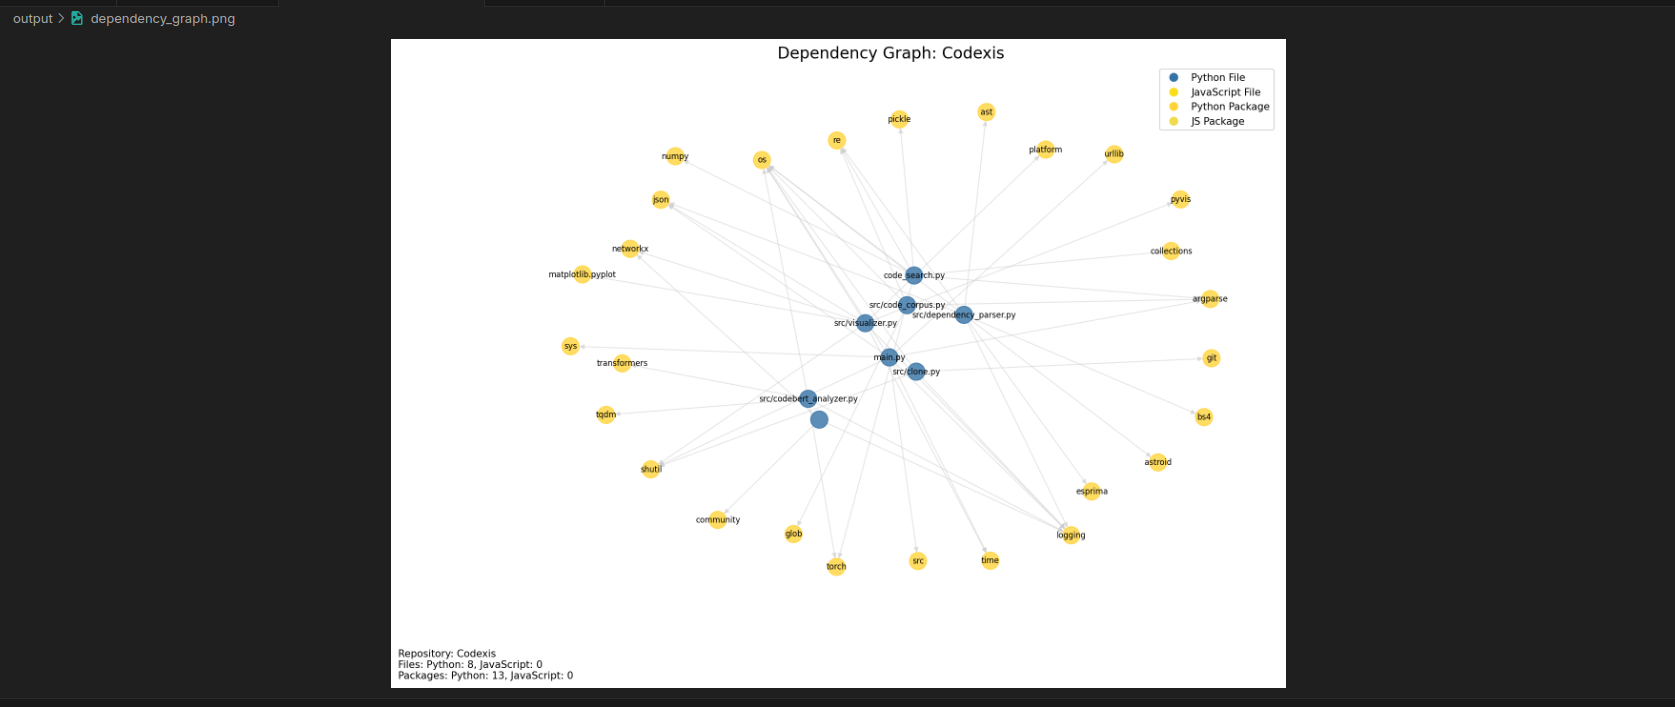 output > dependency_graph.png
Dependency Graph: Codexis
Python File
JavaScript File
Python Package
JS Package
ast
pickle
re
platform
urllib
numpy
os
json
pyvis
networkx
collections
matplotlib.pyplot
code_search.py
argparse
src/code_corpus.py
src/dependency_parser.py
src/visualizer.py
sys
main.py
git
transformers
src/clone.py
src/codebert_analyzer.py
tqdm
bs4
shutil
astroid
esprima
community
glob
logging
torch
src
time
Repository: Codexis
Files: Python: 8, JavaScript: 0
Packages: Python: 13, JavaScript: 0